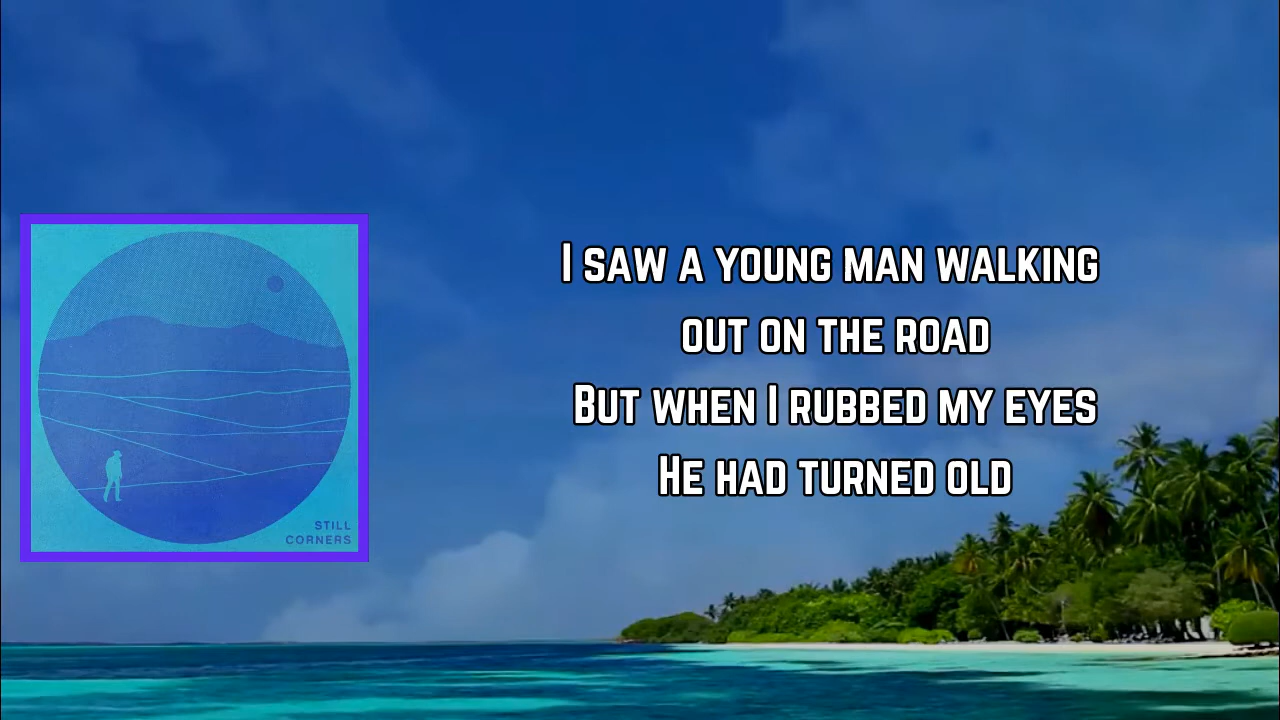 I SAW A YOUNG MAN WALKING
OUT ON THE ROAD
BUT WHEN I RUBBED MY EYES
HE HAD TURNED OLD
STILL
CORNERS